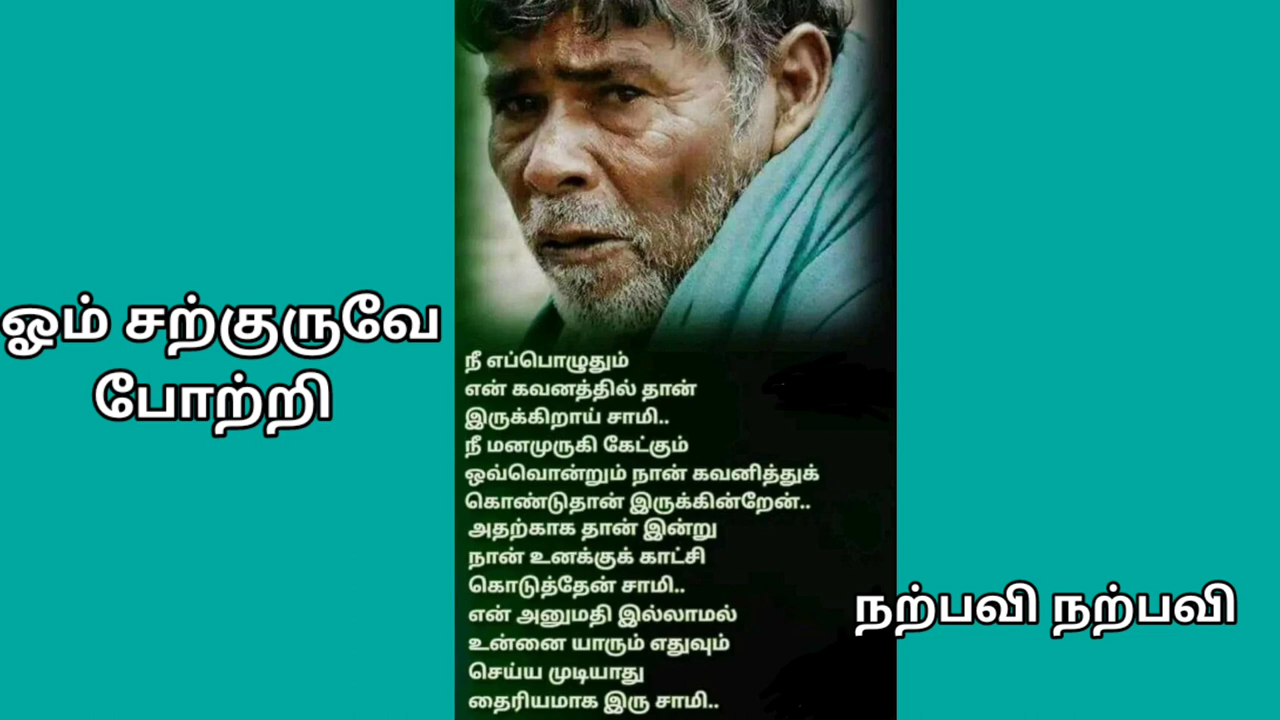 ஓம் சற்குருவே
போற்றி
நீ எப்பொழுதும்
என் கவனத்தில் தான்
இருக்கிறாய் சாமி..
நீ மனமுருகி கேட்கும்
ஒவ்வொன்றும் நான் கவனித்துக்
கொண்டுதான் இருக்கின்றேன்..
அதற்காக தான் இன்று
நான் உனக்குக் காட்சி
கொடுத்தேன் சாமி..
என் அனுமதி இல்லாமல்
உன்னை யாரும் எதுவும்
செய்ய முடியாது
தைரியமாக இரு சாமி..
நற்பவி நற்பவி